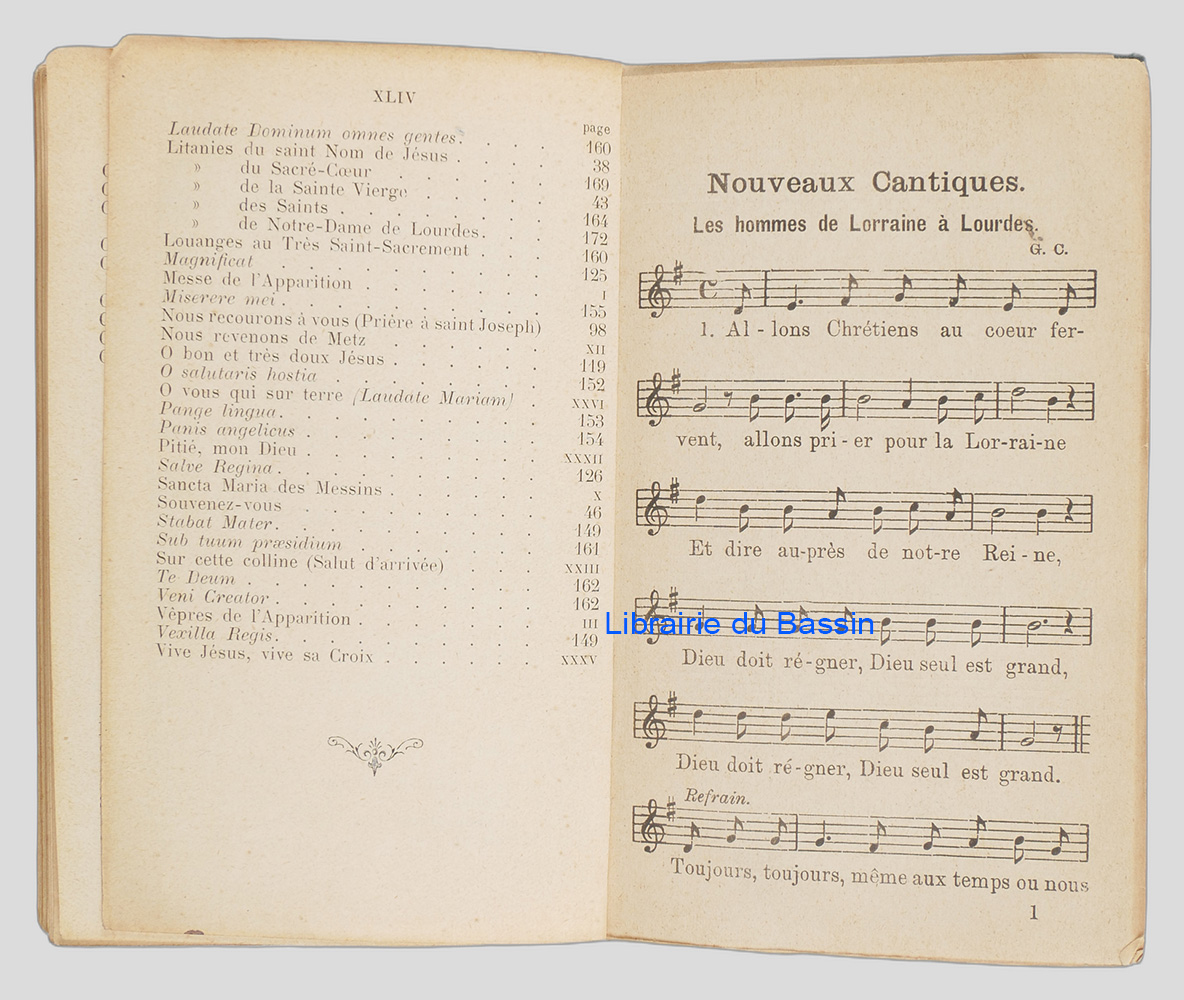 XLIV
page
Laudate Dominum omnes gentes. . . . 160
Litanies du saint Nom de Jésus . . . . 38
» du Sacré-Cœur . . . . . 169
» de la Sainte Vierge . . . . 43
» des Saints . . . . . . 164
» de Notre-Dame de Lourdes. . . 172
Louanges au Très Saint-Sacrement . . . 160
Magnificat . . . . . . . . 125
Messe de l'Apparition . . . . . . I
Miserere mei . . . . . . . . 155
Nous recourons à vous (Prière à saint Joseph) 98
Nous revenons de Metz . . . . . XII
O bon et très doux Jésus . . . . . 119
O salutaris hostia . . . . . . 152
O vous qui sur terre (Laudate Mariam) . XXVI
Pange lingua . . . . . . . . 153
Panis angelicus . . . . . . . 154
Pitié, mon Dieu . . . . . . . XXXII
Salve Regina . . . . . . . . 126
Sancta Maria des Messins . . . . . X
Souvenez-vous . . . . . . . 46
Stabat Mater. . . . . . . . 149
Sub tuum præsidium . . . . . . 161
Sur cette colline (Salut d'arrivée) . . . XXIII
Te Deum . . . . . . . . . 162
Veni Creator . . . . . . . . 162
Vêpres de l'Apparition . . . . . . III
Vexilla Regis. . . . . . . . 149
Vive Jésus, vive sa Croix . . . . . . XXXV
Nouveaux Cantiques.
Les hommes de Lorraine à Lourdes.
G. C.
1. Al - lons Chrétiens au coeur fer-
vent, allons pri - er pour la Lor-rai-ne
Et dire au-près de not-re Rei - ne,
Librairie du Bassin
Dieu doit ré-gner, Dieu seul est grand,
Dieu doit ré-gner, Dieu seul est grand.
Refrain.
Toujours, toujours, même aux temps ou nous
1